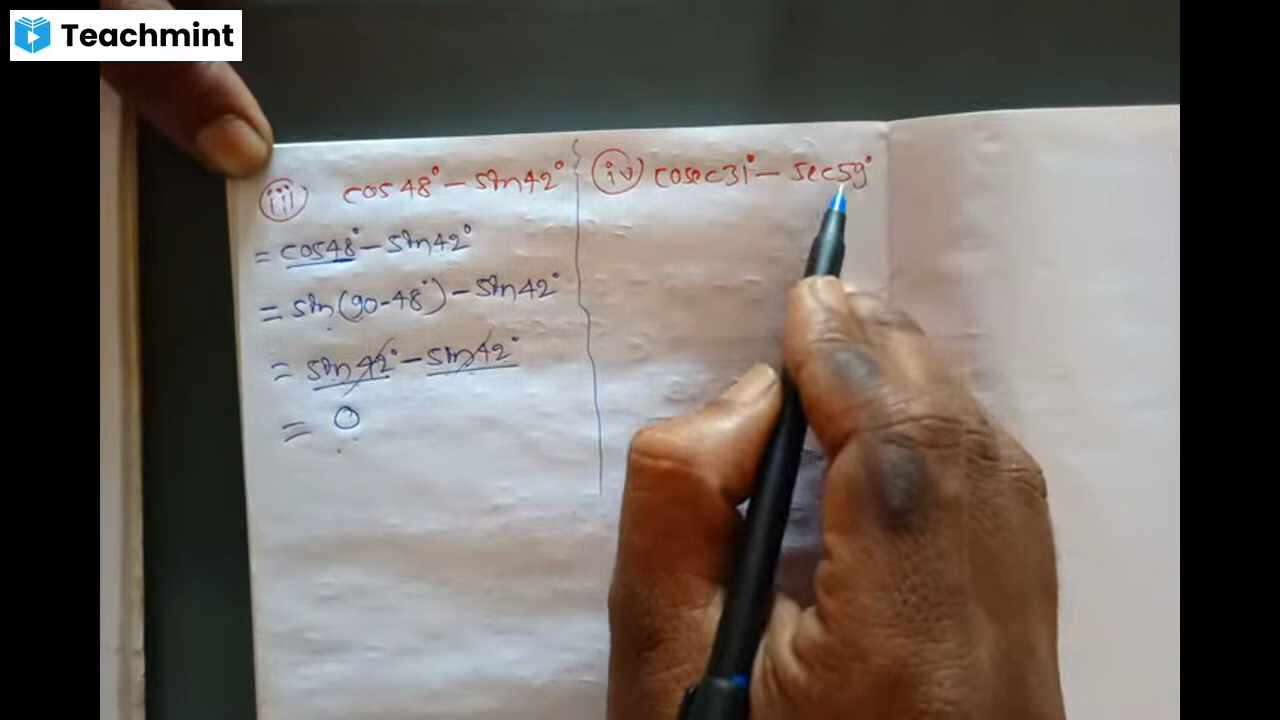 Teachmint
(iii) cos 48° - sin 42°
= cos 48° - sin 42°
= sin(90 - 48°) - sin 42°
= sin 42° - sin 42°
= 0
(iv) cosec 31° - sec 59°